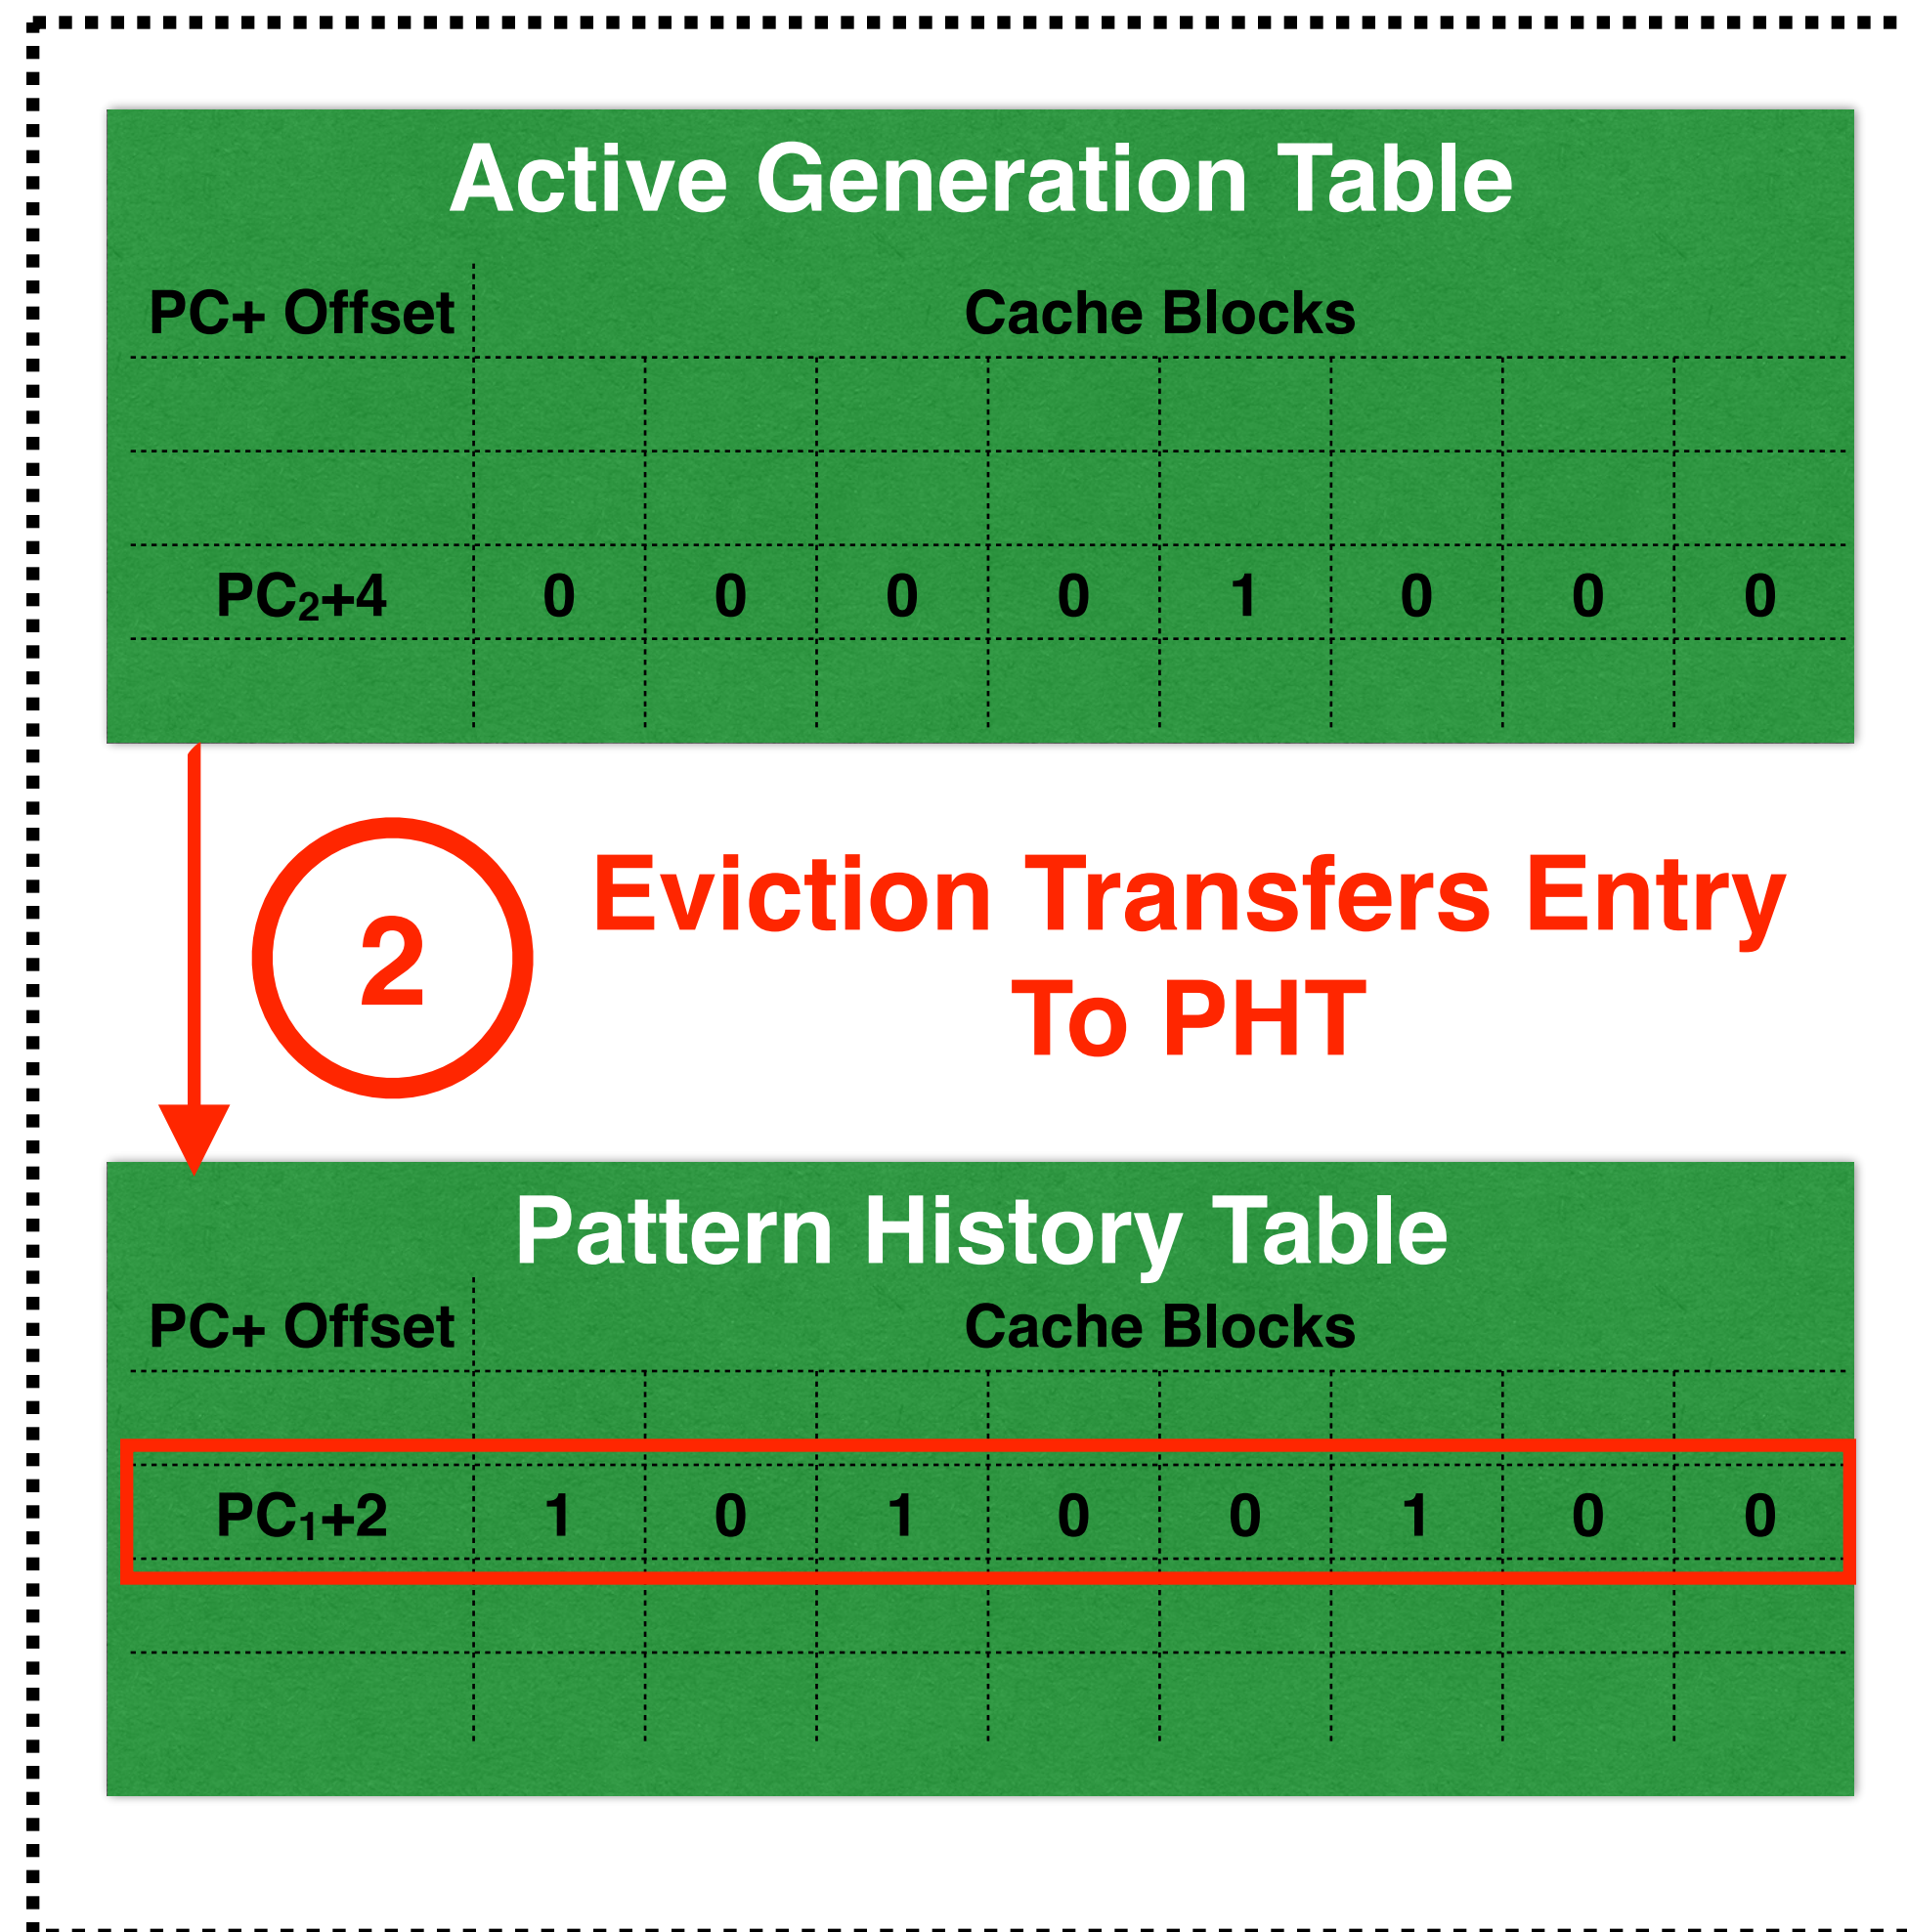 Active Generation Table
PC+ Offset Cache Blocks
PC₂+4 0 0 0 0 1 0 0 0
2
Eviction Transfers Entry
To PHT
Pattern History Table
PC+ Offset Cache Blocks
PC₁+2 1 0 1 0 0 1 0 0